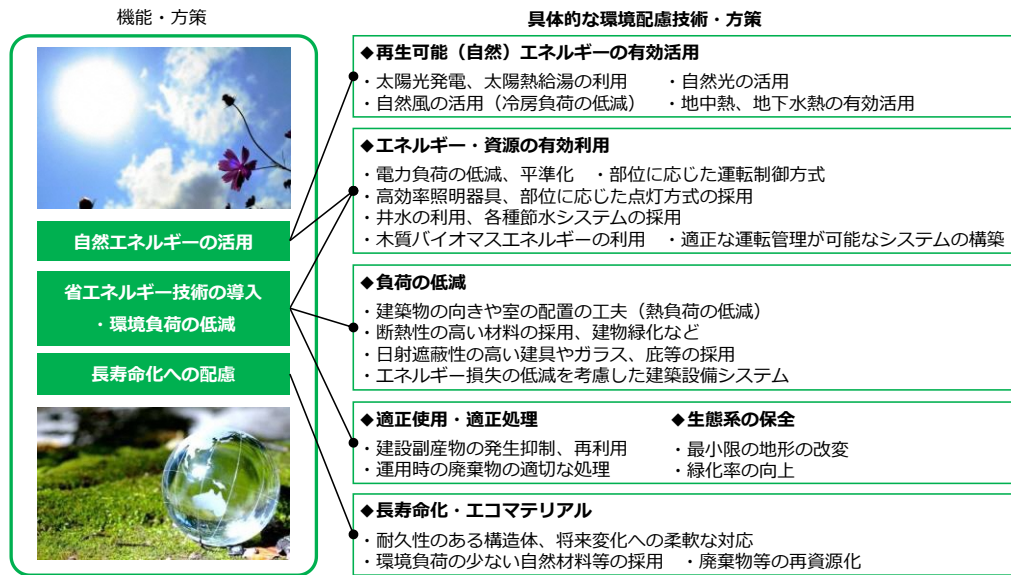 機能・方策
具体的な環境配慮技術・方策
自然エネルギーの活用
省エネルギー技術の導入
・環境負荷の低減
長寿命化への配慮
◆再生可能（自然）エネルギーの有効活用
・太陽光発電、太陽熱給湯の利用　・自然光の活用
・自然風の活用（冷房負荷の低減）　・地中熱、地下水熱の有効活用
◆エネルギー・資源の有効利用
・電力負荷の低減、平準化　・部位に応じた運転制御方式
・高効率照明器具、部位に応じた点灯方式の採用
・井水の利用、各種節水システムの採用
・木質バイオマスエネルギーの利用　・適正な運転管理が可能なシステムの構築
◆負荷の低減
・建築物の向きや室の配置の工夫（熱負荷の低減）
・断熱性の高い材料の採用、建物緑化など
・日射遮蔽性の高い建具やガラス、庇等の採用
・エネルギー損失の低減を考慮した建築設備システム
◆適正使用・適正処理
・建設副産物の発生抑制、再利用
・運用時の廃棄物の適切な処理
◆生態系の保全
・最小限の地形の改変
・緑化率の向上
◆長寿命化・エコマテリアル
・耐久性のある構造体、将来変化への柔軟な対応
・環境負荷の少ない自然材料等の採用　・廃棄物等の再資源化